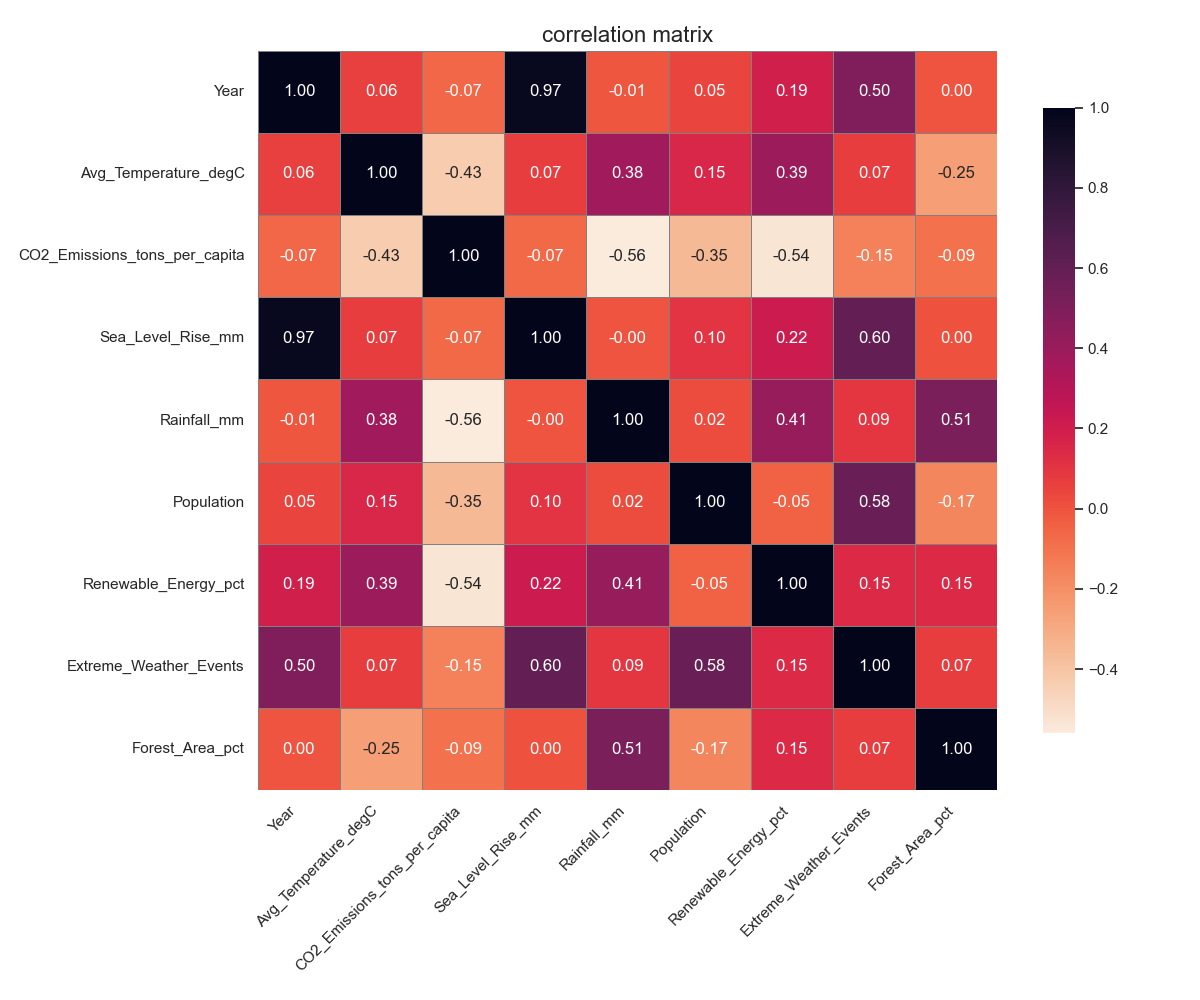 correlation matrix
Year 1.00 0.06 -0.07 0.97 -0.01 0.05 0.19 0.50 0.00
Avg_Temperature_degC 0.06 1.00 -0.43 0.07 0.38 0.15 0.39 0.07 -0.25
CO2_Emissions_tons_per_capita -0.07 -0.43 1.00 -0.07 -0.56 -0.35 -0.54 -0.15 -0.09
Sea_Level_Rise_mm 0.97 0.07 -0.07 1.00 -0.00 0.10 0.22 0.60 0.00
Rainfall_mm -0.01 0.38 -0.56 -0.00 1.00 0.02 0.41 0.09 0.51
Population 0.05 0.15 -0.35 0.10 0.02 1.00 -0.05 0.58 -0.17
Renewable_Energy_pct 0.19 0.39 -0.54 0.22 0.41 -0.05 1.00 0.15 0.15
Extreme_Weather_Events 0.50 0.07 -0.15 0.60 0.09 0.58 0.15 1.00 0.07
Forest_Area_pct 0.00 -0.25 -0.09 0.00 0.51 -0.17 0.15 0.07 1.00
Year
Avg_Temperature_degC
CO2_Emissions_tons_per_capita
Sea_Level_Rise_mm
Rainfall_mm
Population
Renewable_Energy_pct
Extreme_Weather_Events
Forest_Area_pct
1.0
0.8
0.6
0.4
0.2
0.0
−0.2
−0.4